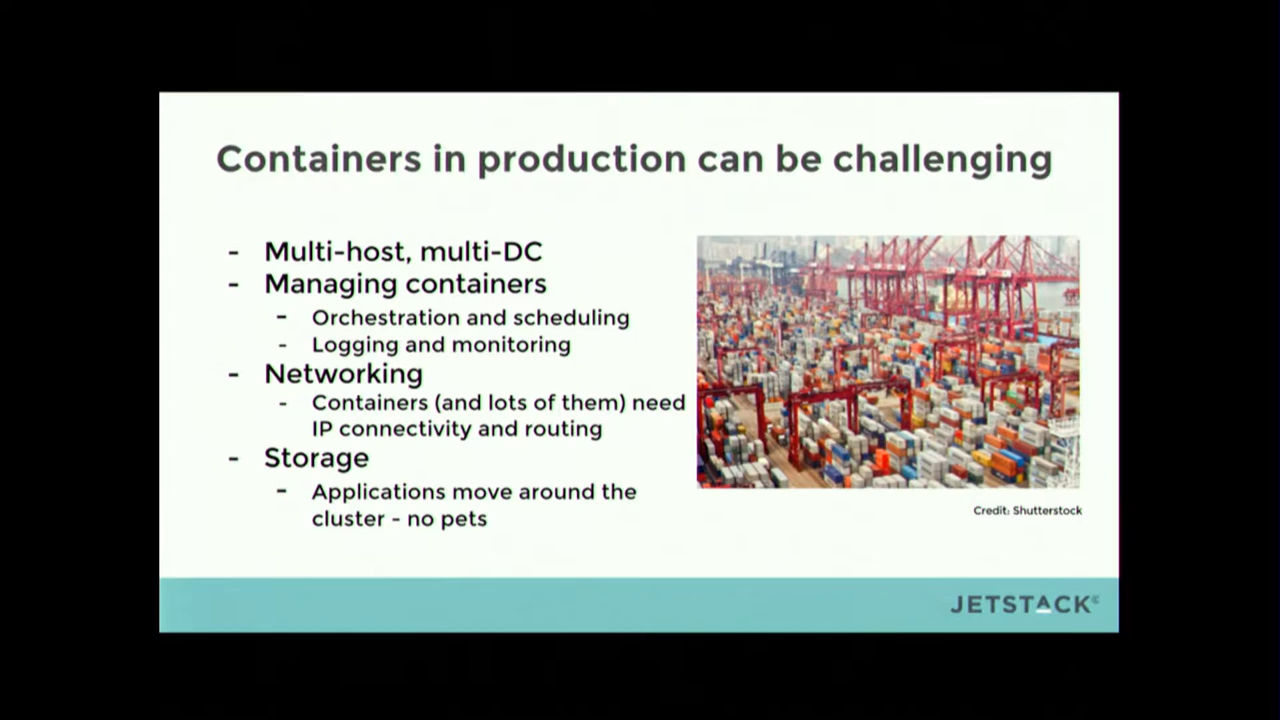 Containers in production can be challenging
- Multi-host, multi-DC
- Managing containers
- Orchestration and scheduling
- Logging and monitoring
- Networking
- Containers (and lots of them) need
IP connectivity and routing
- Storage
- Applications move around the
cluster - no pets
Credit: Shutterstock
JETSTACK